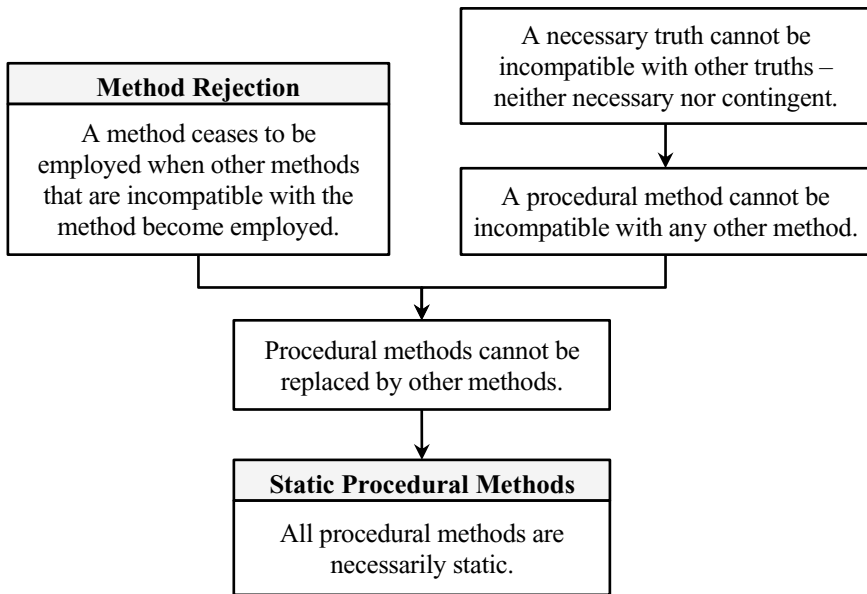 Method Rejection
A method ceases to be
employed when other methods
that are incompatible with the
method become employed.
A necessary truth cannot be
incompatible with other truths –
neither necessary nor contingent.
A procedural method cannot be
incompatible with any other method.
Procedural methods cannot be
replaced by other methods.
Static Procedural Methods
All procedural methods are
necessarily static.